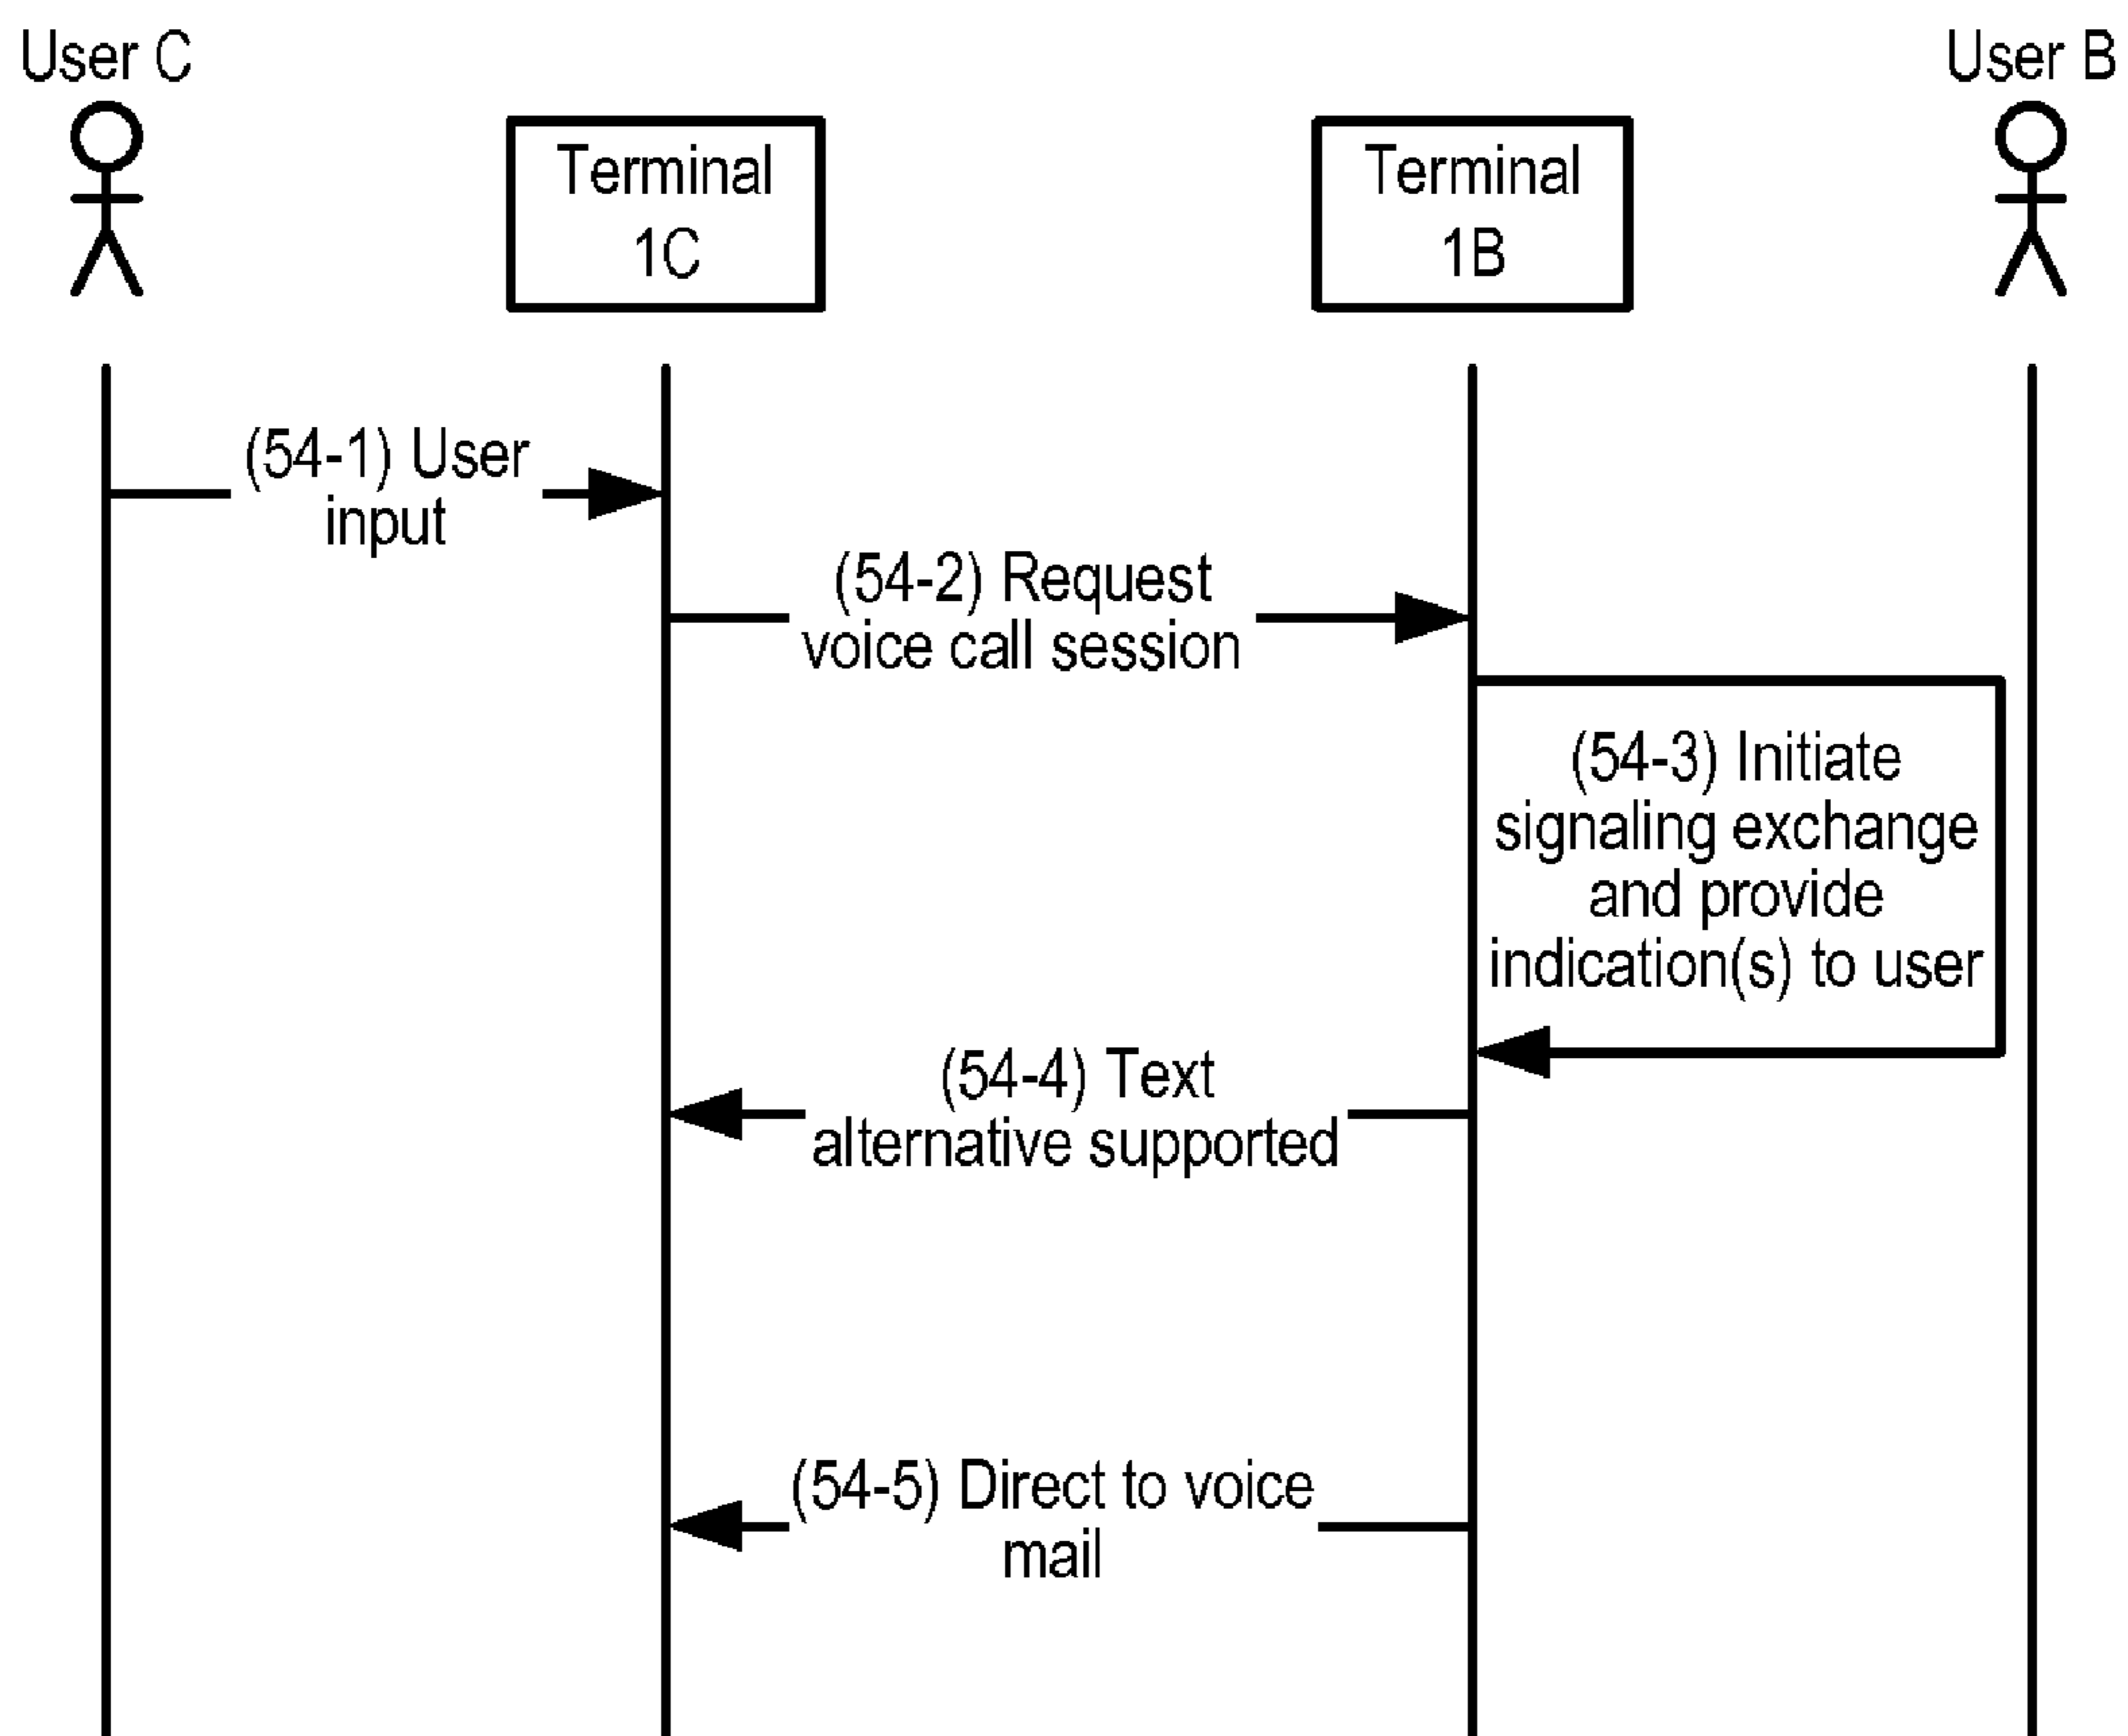 User C
User B
Terminal
1C
Terminal
1B
(54-1) User
input
(54-2) Request
voice call session
(54-3) Initiate
signaling exchange
and provide
indication(s) to user
(54-4) Text
alternative supported
(54-5) Direct to voice
mail